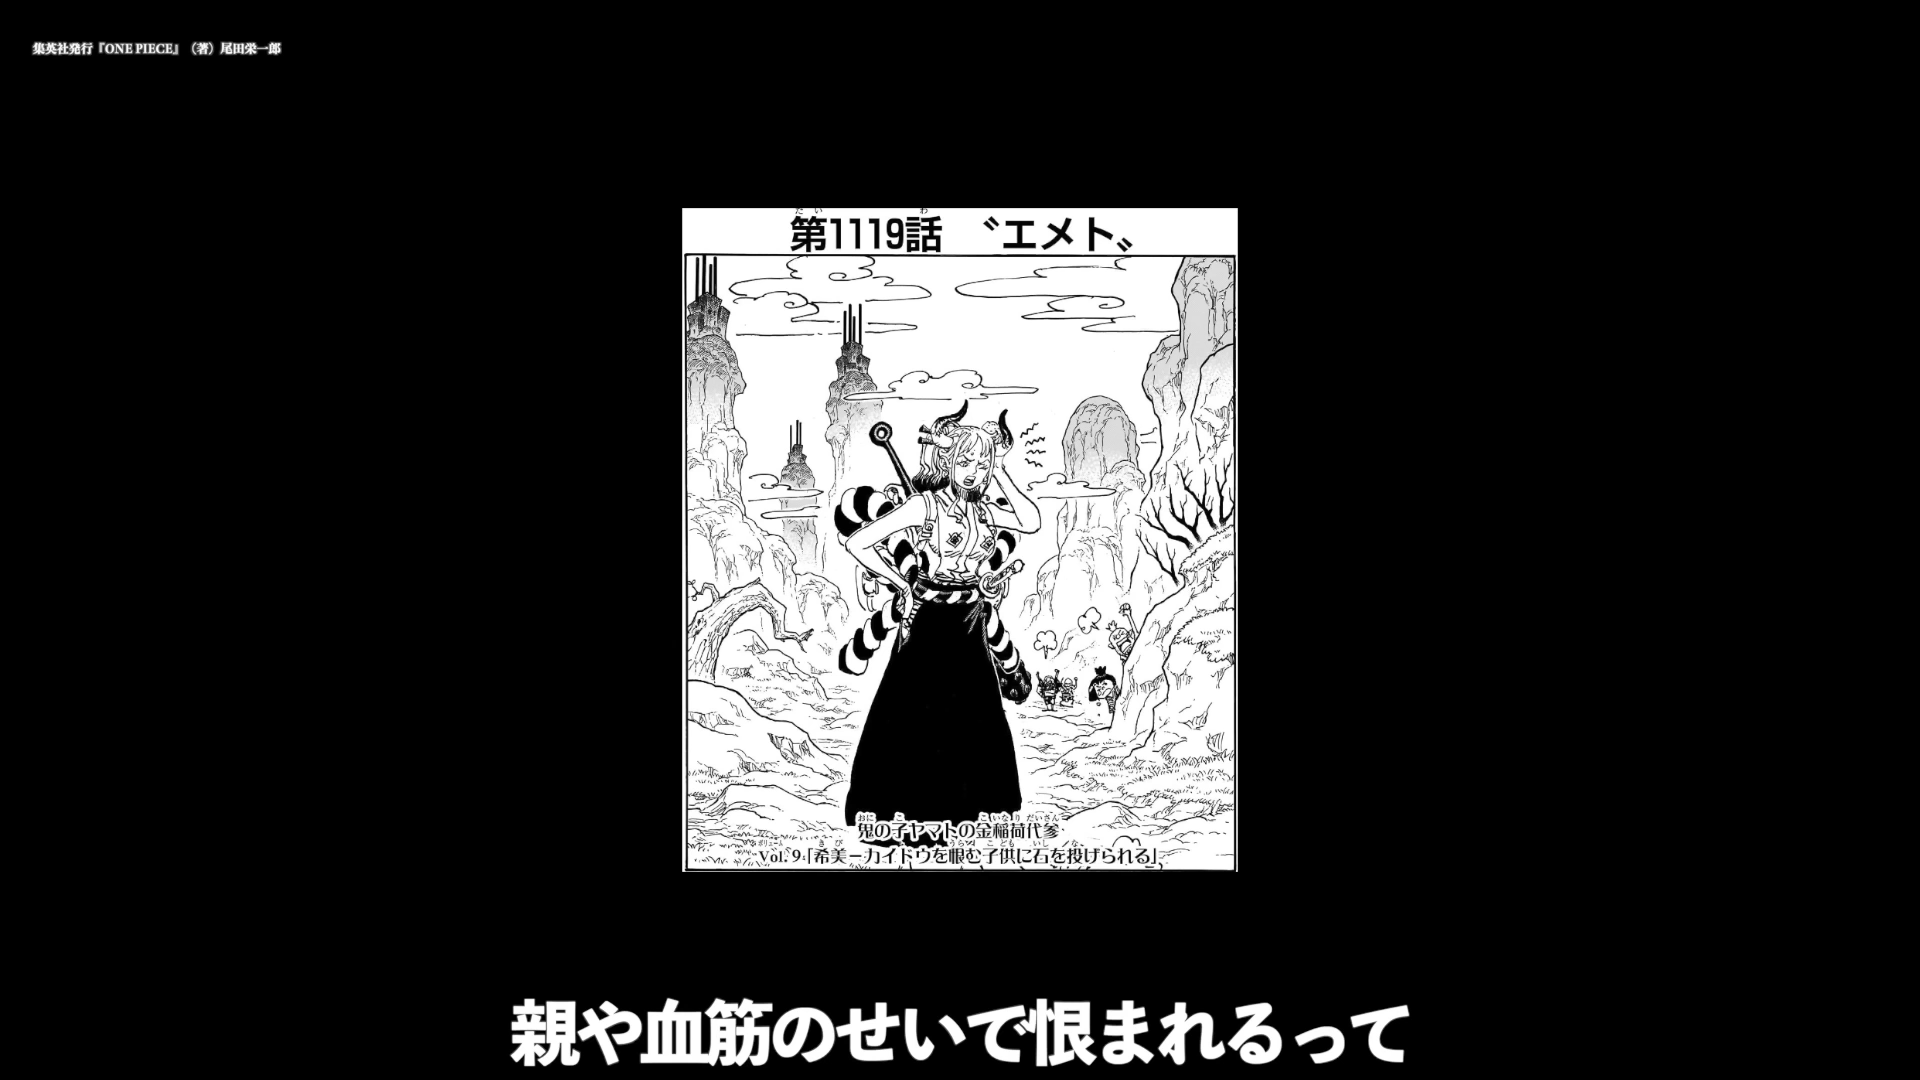 集英社発行『ONE PIECE』（著）尾田栄一郎
第1119話　〝エメト〟
鬼の子ヤマトの金稲荷代参
Vol. 9「希美－カイドウを恨む子供に石を投げられる」
親や血筋のせいで恨まれるって